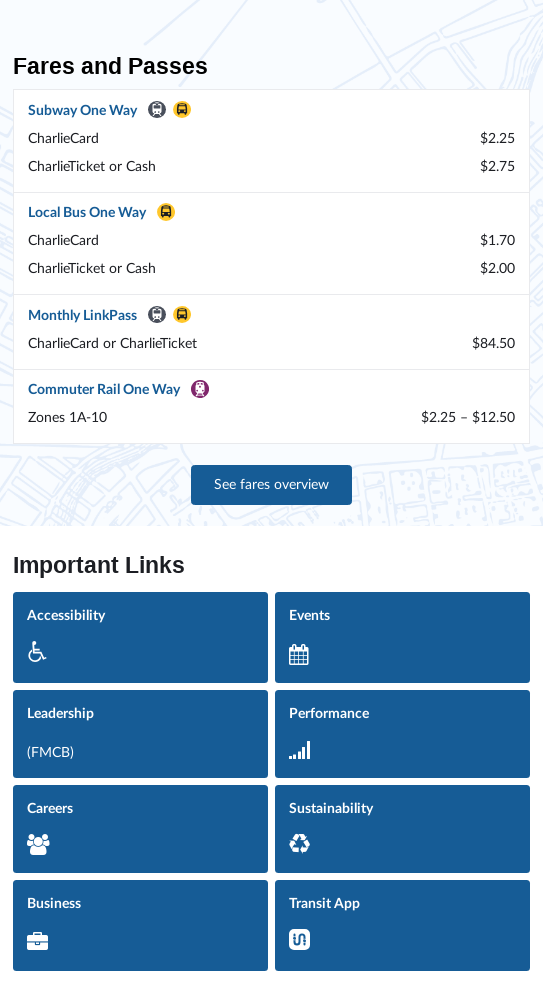 Fares and Passes
Subway One Way
CharlieCard $2.25
CharlieTicket or Cash $2.75
Local Bus One Way
CharlieCard $1.70
CharlieTicket or Cash $2.00
Monthly LinkPass
CharlieCard or CharlieTicket $84.50
Commuter Rail One Way
Zones 1A-10 $2.25 – $12.50
See fares overview
Important Links
Accessibility
Events
Leadership
(FMCB)
Performance
Careers
Sustainability
Business
Transit App